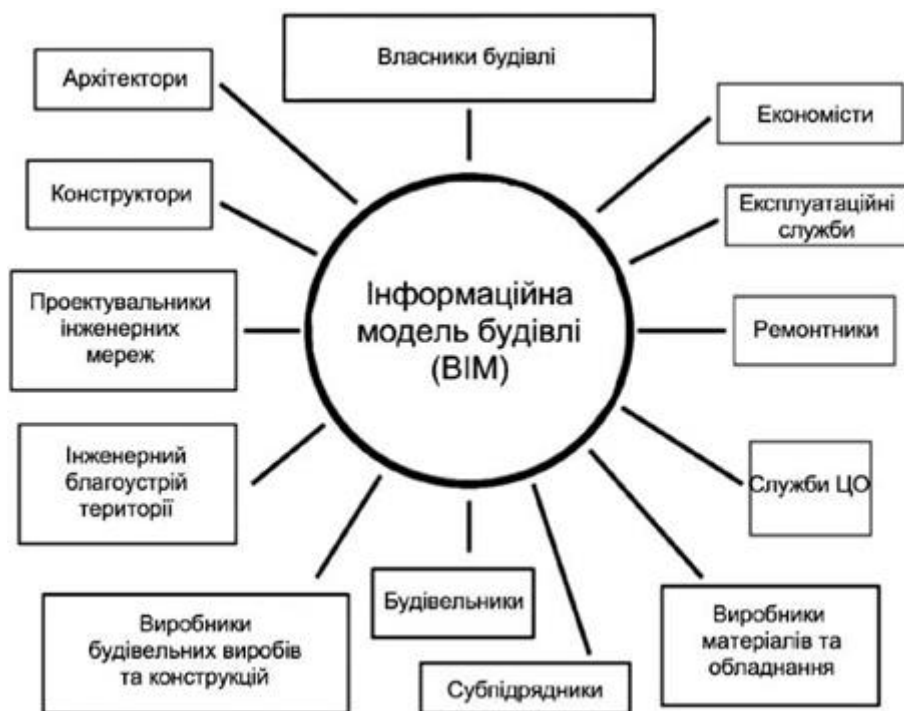 Власники будівлі
Архітектори
Економісти
Конструктори
Експлуатаційні
служби
Проектувальники
інженерних
мереж
Інформаційна
модель будівлі
(BIM)
Ремонтники
Інженерний
благоустрій
території
Служби ЦО
Виробники
будівельних виробів
та конструкцій
Будівельники
Субпідрядники
Виробники
матеріалів та
обладнання